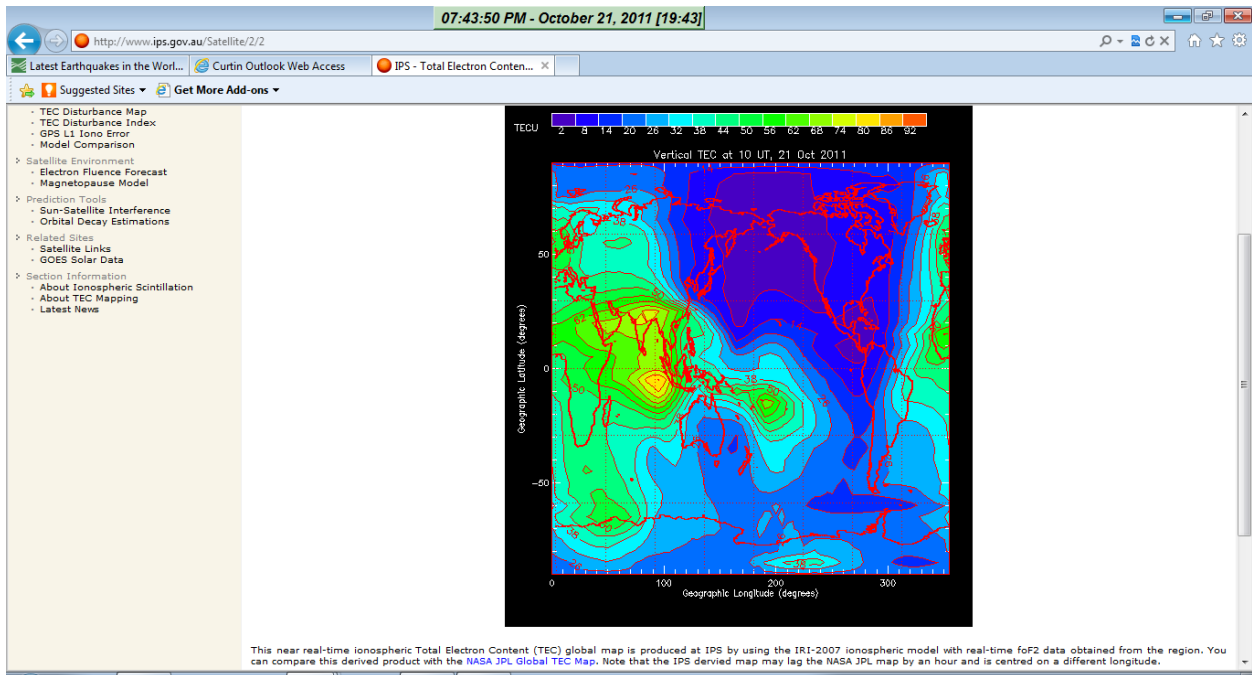 07:43:50 PM - October 21, 2011 [19:43]
http://www.ips.gov.au/Satellite/2/2
Latest Earthquakes in the Worl... Curtin Outlook Web Access IPS - Total Electron Conten...
Suggested Sites Get More Add-ons
TEC Disturbance Map
TEC Disturbance Index
GPS L1 Iono Error
Model Comparison
Satellite Environment
Electron Fluence Forecast
Magnetopause Model
Prediction Tools
Sun-Satellite Interference
Orbital Decay Estimations
Related Sites
Satellite Links
GOES Solar Data
Section Information
About Ionospheric Scintillation
About TEC Mapping
Latest News
TECU 2 8 14 20 26 32 38 44 50 56 62 68 74 80 86 92
Vertical TEC at 10 UT, 21 Oct 2011
Geographic Latitude (degrees)
50
0
-50
26
38
50
62
50
38
50
38
38
0 100 200 300
Geographic Longitude (degrees)
This near real-time ionospheric Total Electron Content (TEC) global map is produced at IPS by using the IRI-2007 ionospheric model with real-time foF2 data obtained from the region. You
can compare this derived product with the NASA JPL Global TEC Map. Note that the IPS dervied map may lag the NASA JPL map by an hour and is centred on a different longitude.